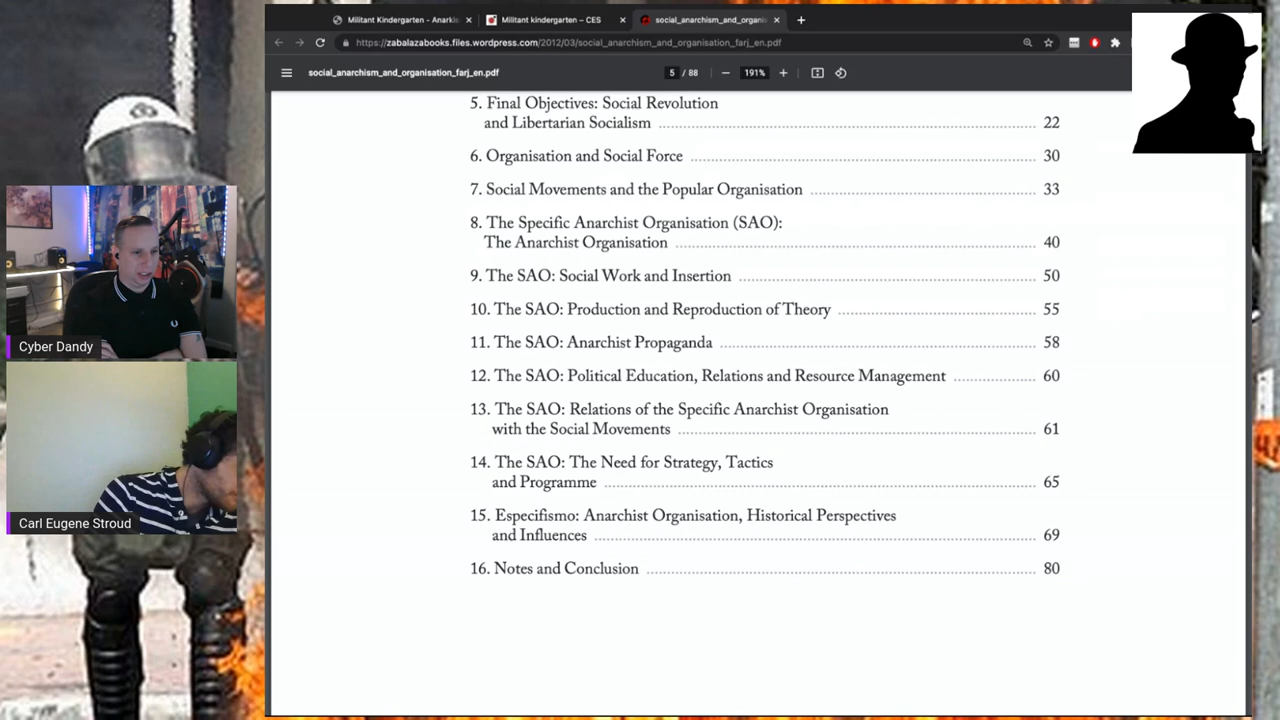 Militant Kindergarten - Anarkis
Militant kindergarten – CES
social_anarchism_and_organis
https://zabalazabooks.files.wordpress.com/2012/03/social_anarchism_and_organisation_farj_en.pdf
social_anarchism_and_organisation_farj_en.pdf
5 / 88
191%
5. Final Objectives: Social Revolution
and Libertarian Socialism 22
6. Organisation and Social Force 30
7. Social Movements and the Popular Organisation 33
8. The Specific Anarchist Organisation (SAO):
The Anarchist Organisation 40
9. The SAO: Social Work and Insertion 50
10. The SAO: Production and Reproduction of Theory 55
11. The SAO: Anarchist Propaganda 58
12. The SAO: Political Education, Relations and Resource Management 60
13. The SAO: Relations of the Specific Anarchist Organisation
with the Social Movements 61
14. The SAO: The Need for Strategy, Tactics
and Programme 65
15. Especifismo: Anarchist Organisation, Historical Perspectives
and Influences 69
16. Notes and Conclusion 80
Cyber Dandy
Carl Eugene Stroud